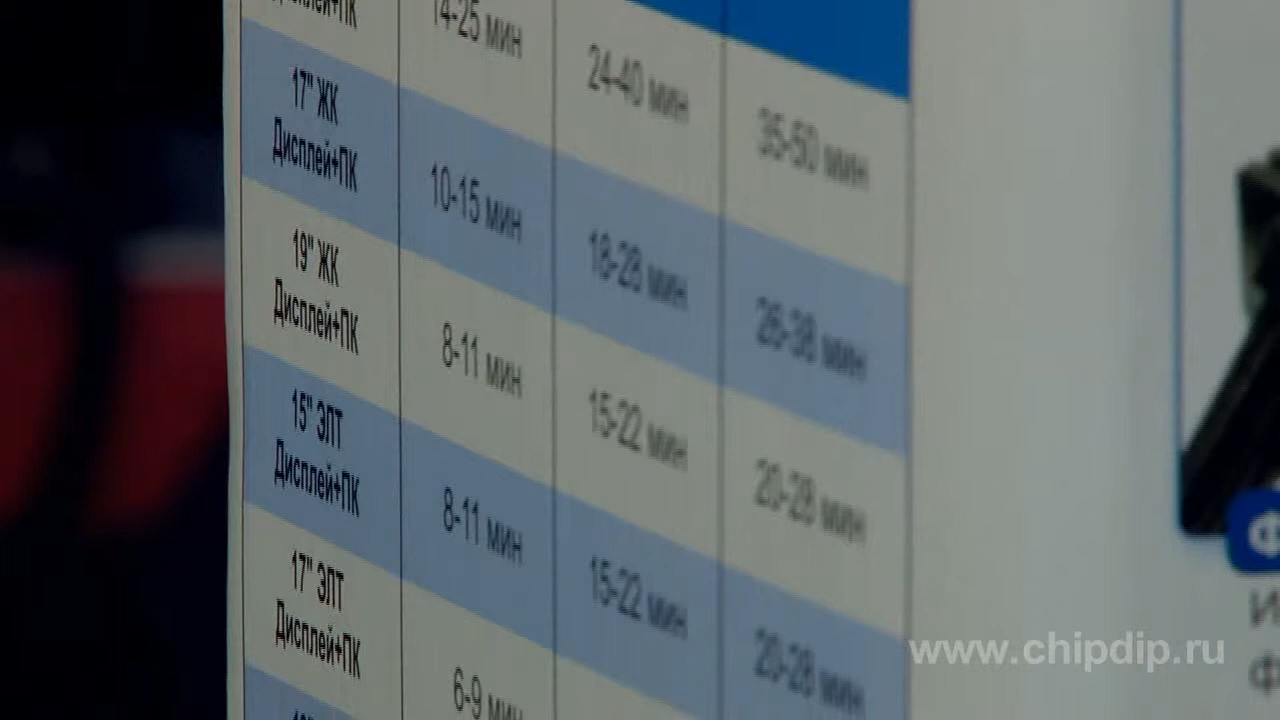 14-25 мин
24-40 мин
35-50 мин
17" ЖК
Дисплей+ПК
10-15 мин
18-28 мин
26-38 мин
19" ЖК
Дисплей+ПК
8-11 мин
15-22 мин
20-28 мин
15" ЭЛТ
Дисплей+ПК
8-11 мин
15-22 мин
20-28 мин
17" ЭЛТ
Дисплей+ПК
6-9 мин
www.chipdip.ru